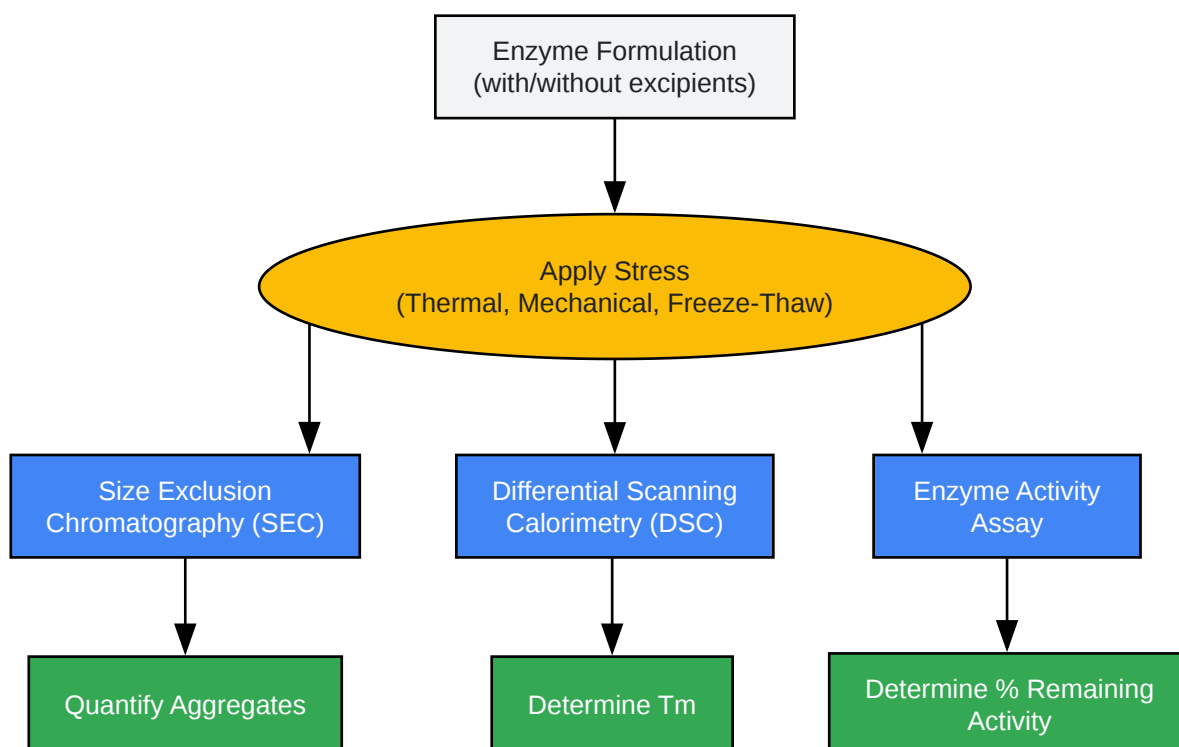 Enzyme Formulation
(with/without excipients)
Apply Stress
(Thermal, Mechanical, Freeze-Thaw)
Size Exclusion
Chromatography (SEC)
Differential Scanning
Calorimetry (DSC)
Enzyme Activity
Assay
Quantify Aggregates
Determine Tm
Determine % Remaining
Activity